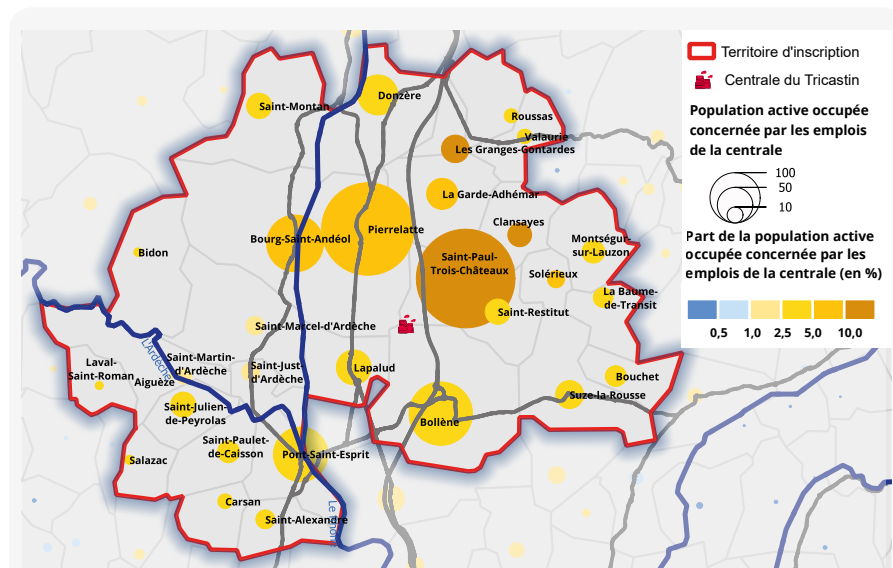 Territoire d'inscription
Centrale du Tricastin
Population active occupée
concernée par les emplois
de la centrale
100
50
10
Part de la population active
occupée concernée par les
emplois de la centrale (en %)
0,5
1,0
2,5
5,0
10,0
Saint-Montan
Donzère
Roussas
Valaurie
Les Granges-Gontardes
La Garde-Adhémar
Clansayes
Pierrelatte
Bourg-Saint-Andéol
Montségur-
sur-Lauzon
Bidon
Saint-Paul-
Trois-Châteaux
Solérieux
La Baume-
de-Transit
Saint-Restitut
Saint-Marcel-d'Ardèche
L'Ardèche
Laval-
Saint-Roman
Saint-Martin-
d'Ardèche
Aiguèze
Saint-Just-
d'Ardèche
Lapalud
Bouchet
Suze-la-Rousse
Saint-Julien-
de-Peyrolas
Bollène
Saint-Paulet-
de-Caisson
Pont-Saint-Esprit
Salazac
Carsan
Saint-Alexandre
Le Rhône